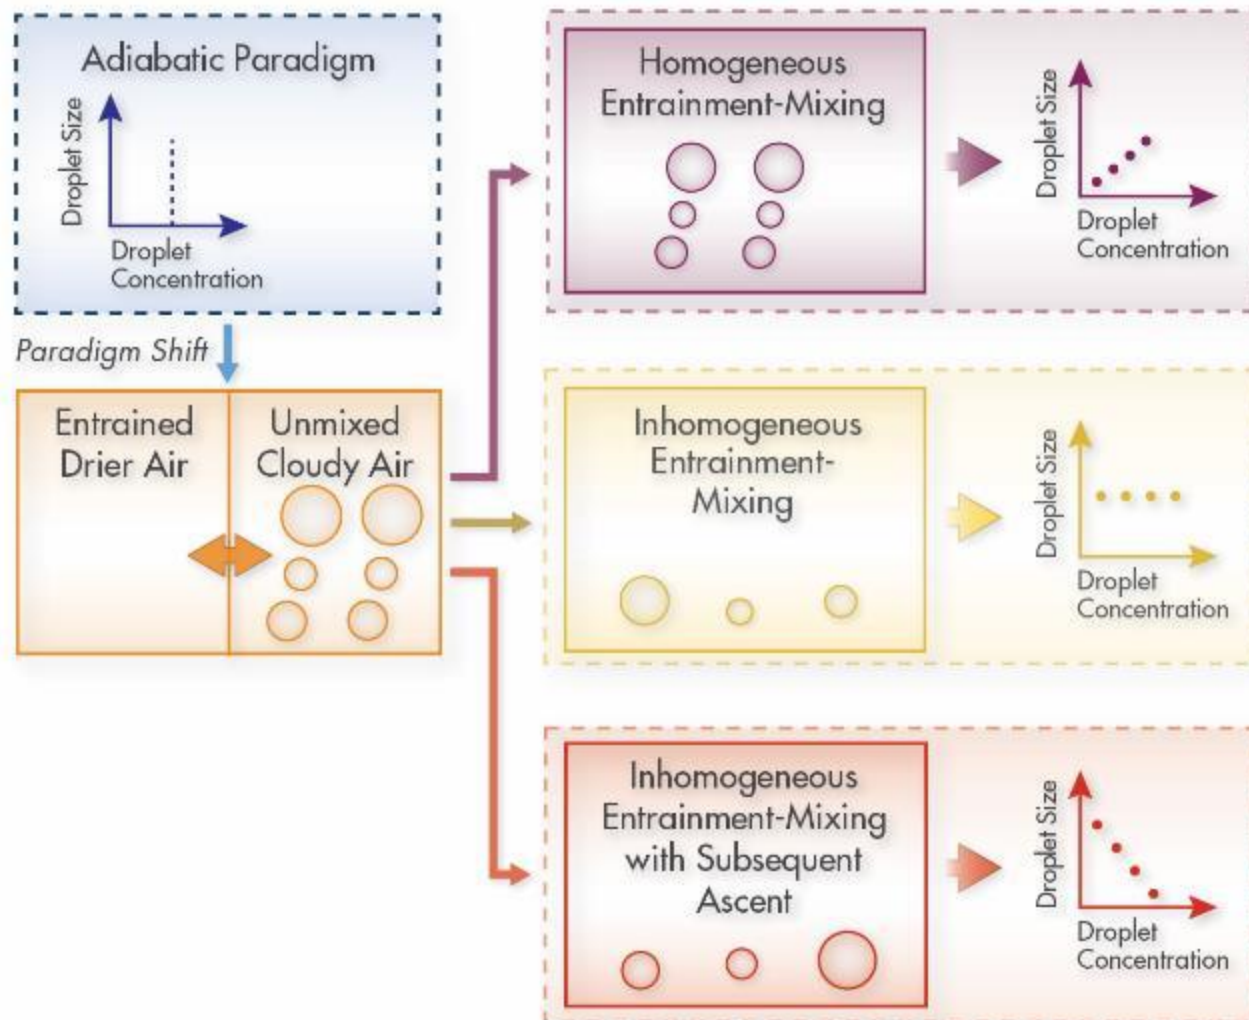 Adiabatic Paradigm
Droplet Size
Droplet
Concentration
Paradigm Shift
Entrained
Drier Air
Unmixed
Cloudy Air
Homogeneous
Entrainment-Mixing
Droplet Size
Droplet
Concentration
Inhomogeneous
Entrainment-
Mixing
Droplet Size
Droplet
Concentration
Inhomogeneous
Entrainment-Mixing
with Subsequent
Ascent
Droplet Size
Droplet
Concentration